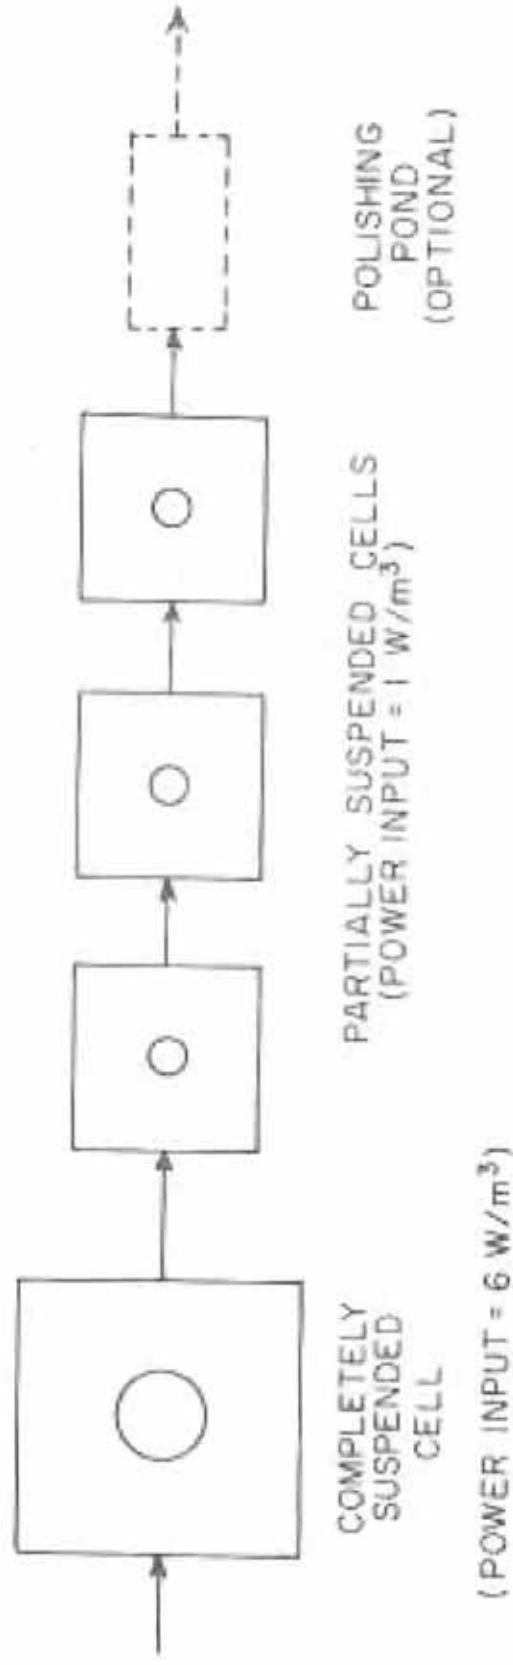 COMPLETELY
SUSPENDED
CELL
(POWER INPUT = 6 W/m³)
PARTIALLY SUSPENDED CELLS
(POWER INPUT = 1 W/m³)
POLISHING
POND
(OPTIONAL)